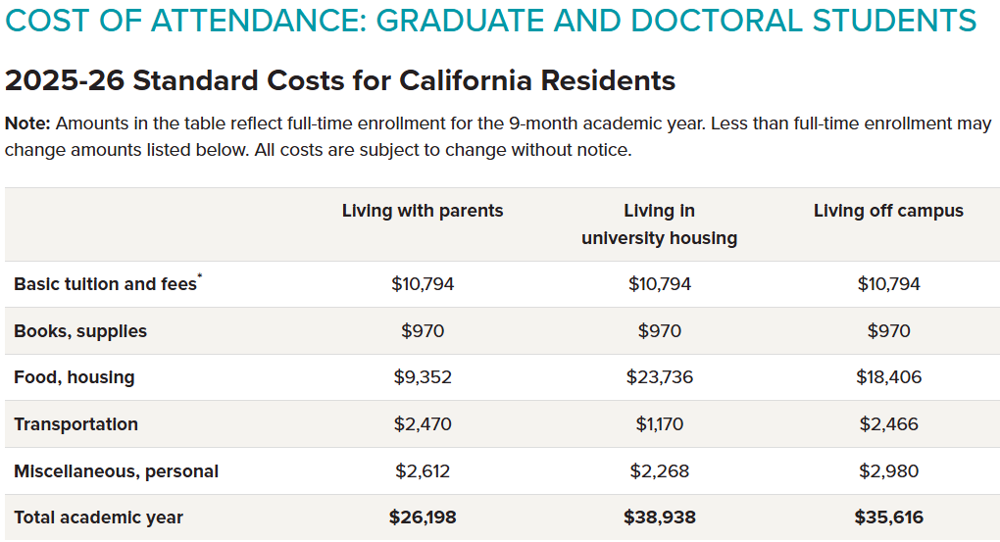 COST OF ATTENDANCE: GRADUATE AND DOCTORAL STUDENTS
2025-26 Standard Costs for California Residents
Note: Amounts in the table reflect full-time enrollment for the 9-month academic year. Less than full-time enrollment may
change amounts listed below. All costs are subject to change without notice.
Living with parents Living in university housing Living off campus
Basic tuition and fees* $10,794 $10,794 $10,794
Books, supplies $970 $970 $970
Food, housing $9,352 $23,736 $18,406
Transportation $2,470 $1,170 $2,466
Miscellaneous, personal $2,612 $2,268 $2,980
Total academic year $26,198 $38,938 $35,616